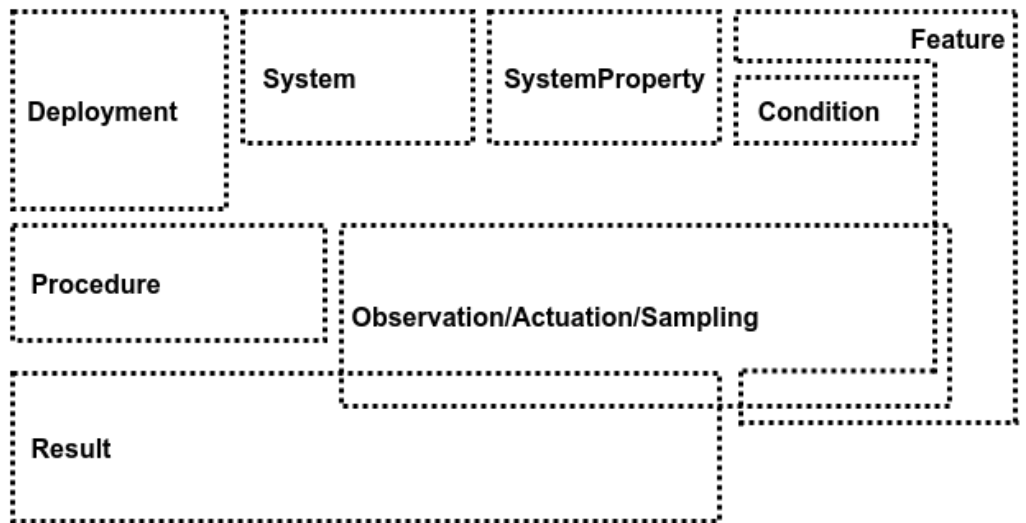 Feature
System
SystemProperty
Deployment
Condition
Procedure
Observation/Actuation/Sampling
Result